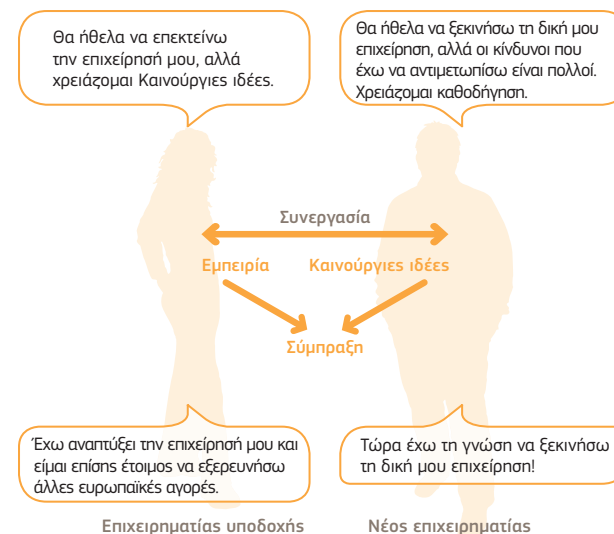 Θα ήθελα να επεκτείνω
την επιχείρησή μου, αλλά
χρειάζομαι Καινούργιες ιδέες.
Θα ήθελα να ξεκινήσω τη δική μου
επιχείρηση, αλλά οι κίνδυνοι που
έχω να αντιμετωπίσω είναι πολλοί.
Χρειάζομαι καθοδήγηση.
Συνεργασία
Εμπειρία
Καινούργιες ιδέες
Σύμπραξη
Έχω αναπτύξει την επιχείρησή μου και
είμαι επίσης έτοιμος να εξερευνήσω
άλλες ευρωπαϊκές αγορές.
Τώρα έχω τη γνώση να ξεκινήσω
τη δική μου επιχείρηση!
Επιχειρηματίας υποδοχής
Νέος επιχειρηματίας